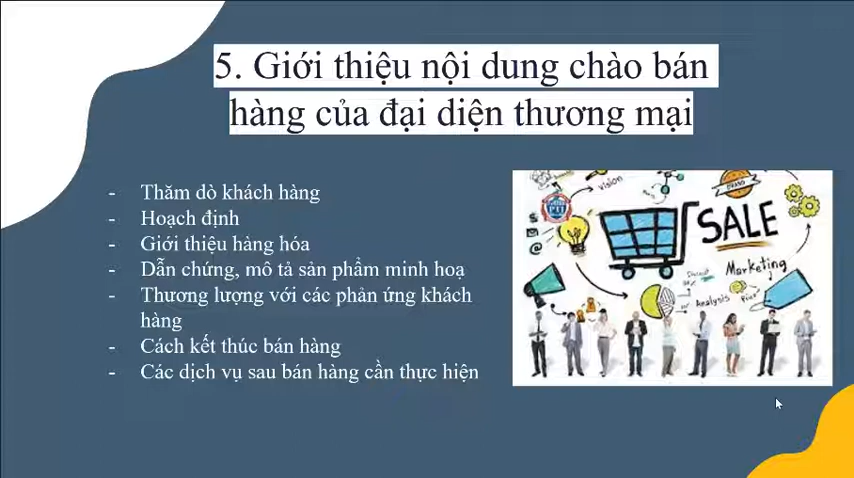 5. Giới thiệu nội dung chào bán
hàng của đại diện thương mại
- Thăm dò khách hàng
- Hoạch định
- Giới thiệu hàng hóa
- Dẫn chứng, mô tả sản phẩm minh hoạ
- Thương lượng với các phản ứng khách
hàng
- Cách kết thúc bán hàng
- Các dịch vụ sau bán hàng cần thực hiện
vision
BRAND
SALE
Marketing
Analysis